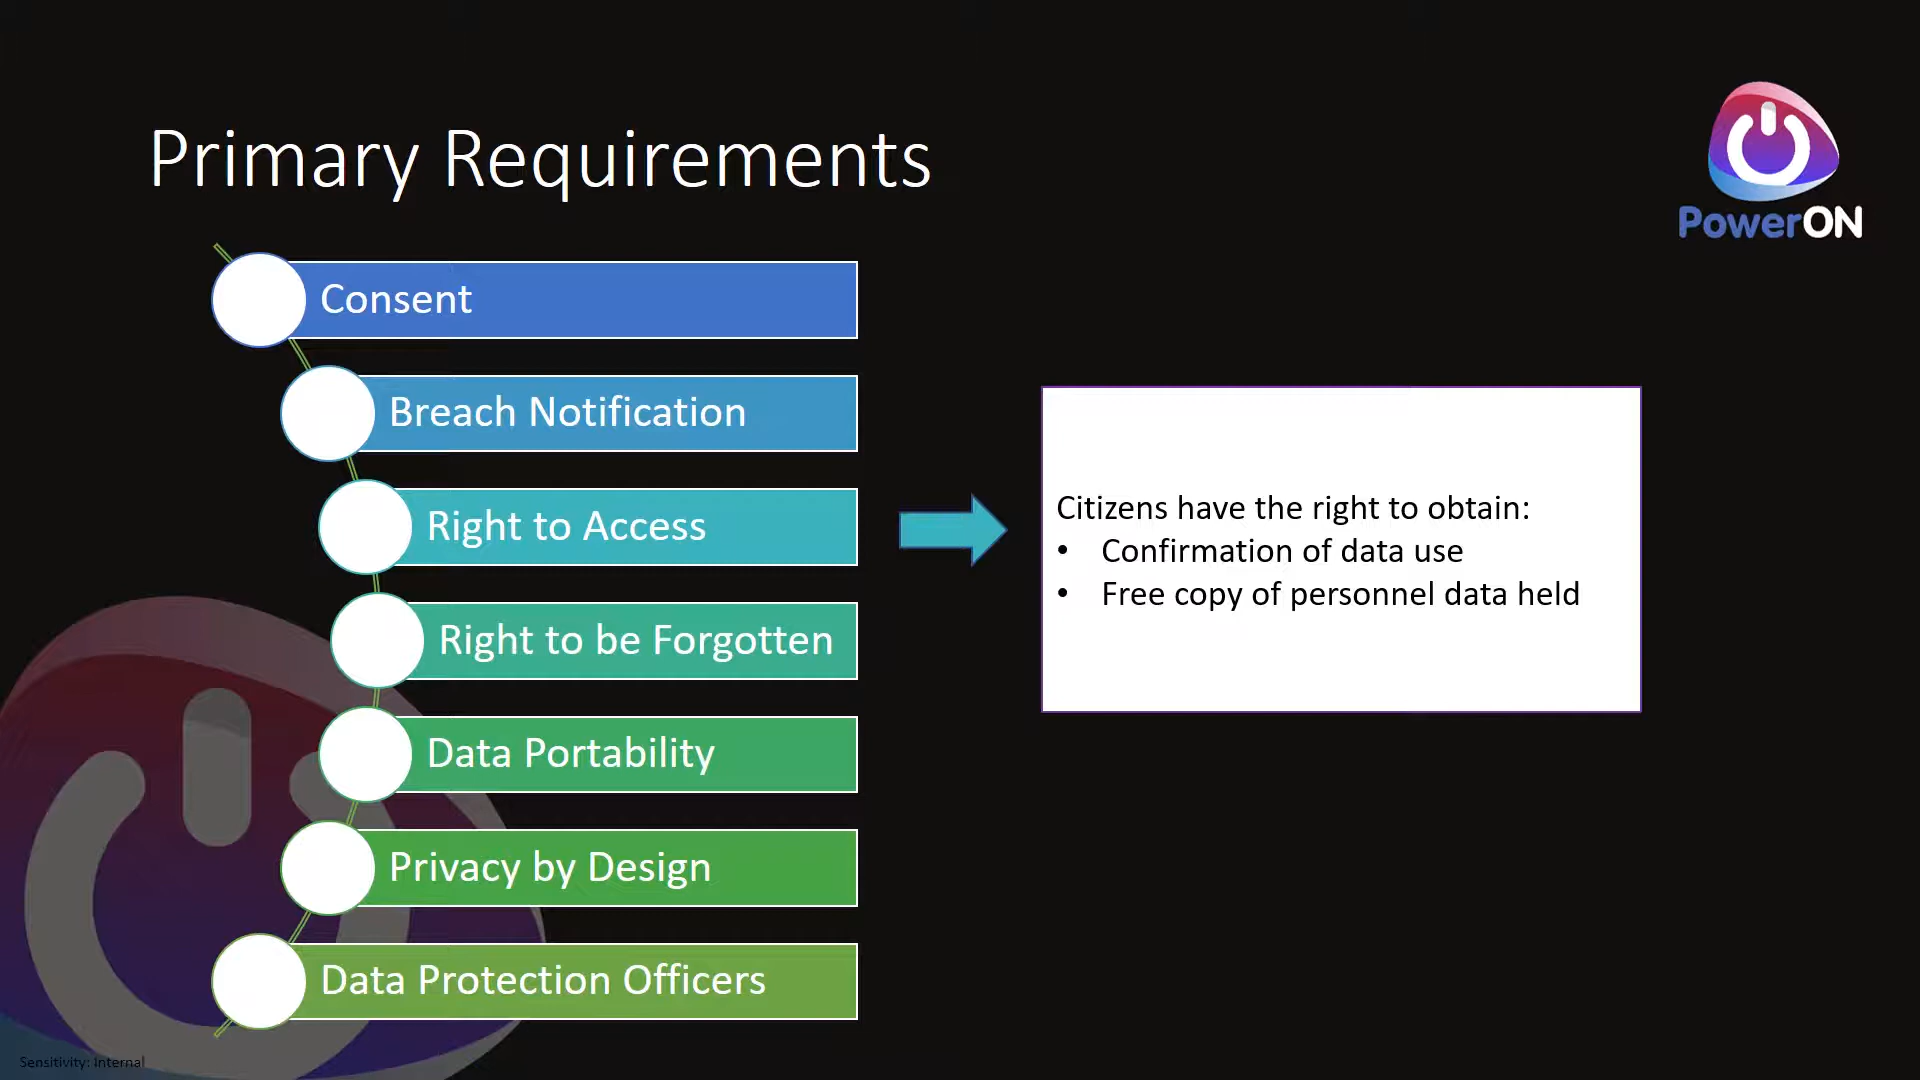 Primary Requirements
PowerON
Consent
Breach Notification
Right to Access
Right to be Forgotten
Data Portability
Privacy by Design
Data Protection Officers
Citizens have the right to obtain:
• Confirmation of data use
• Free copy of personnel data held
Sensitivity: Internal